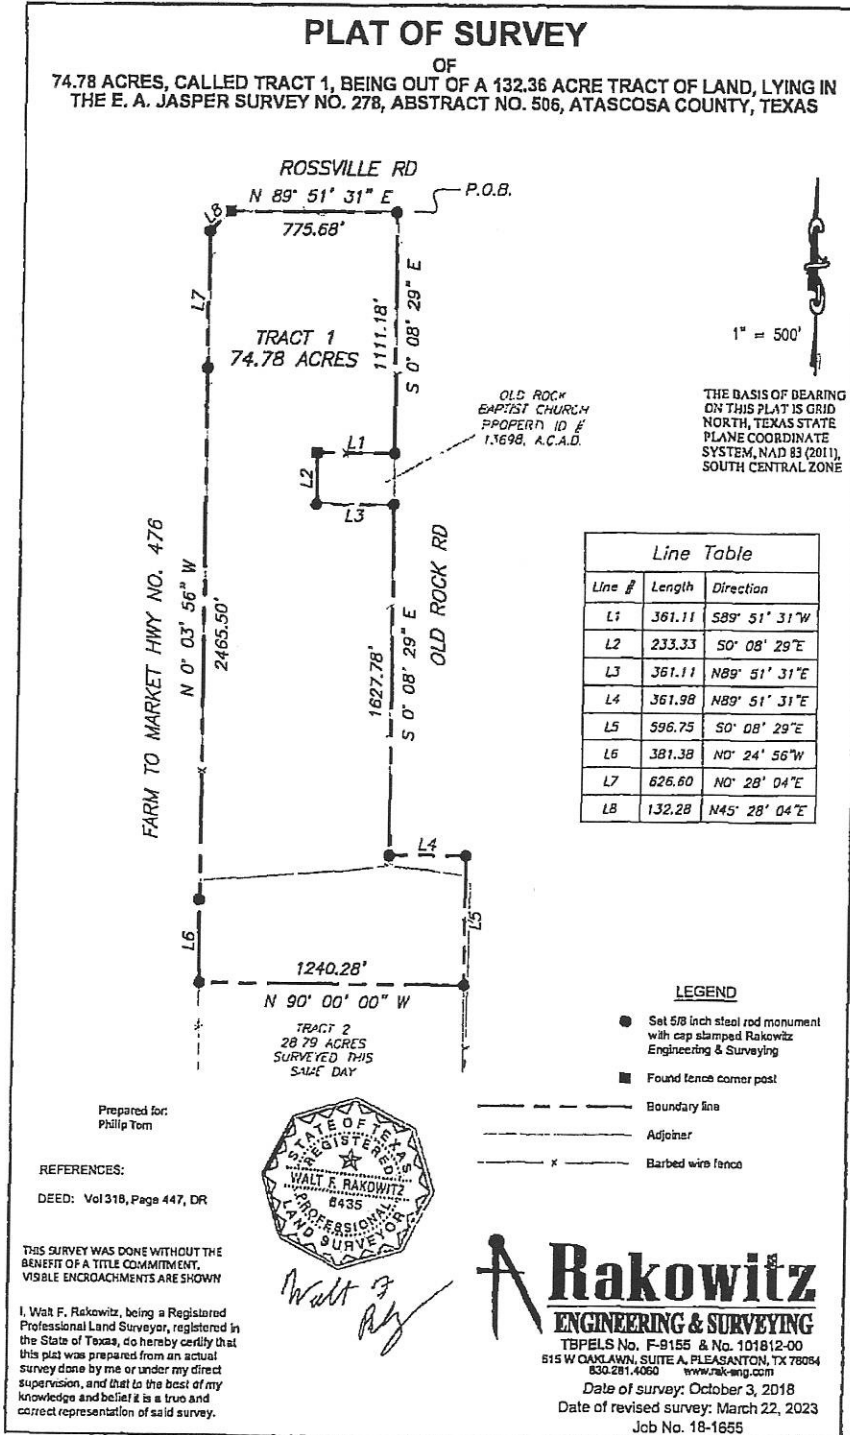 PLAT OF SURVEY
OF
74.78 ACRES, CALLED TRACT 1, BEING OUT OF A 132.36 ACRE TRACT OF LAND, LYING IN
THE E. A. JASPER SURVEY NO. 278, ABSTRACT NO. 506, ATASCOSA COUNTY, TEXAS
ROSSVILLE RD
N 89° 51' 31" E
775.68'
P.O.B.
L8
L7
1111.18'
S 0° 08' 29" E
TRACT 1
74.78 ACRES
1" = 500'
OLD ROCK
BAPTIST CHURCH
PROPERTY ID #
13698, A.C.A.D.
THE BASIS OF BEARING
ON THIS PLAT IS GRID
NORTH, TEXAS STATE
PLANE COORDINATE
SYSTEM, NAD 83 (2011),
SOUTH CENTRAL ZONE
L1
L2
L3
FARM TO MARKET HWY NO. 476
N 0° 03' 56" W
2465.50'
1627.78'
S 0° 08' 29" E
OLD ROCK RD
Line Table
Line # Length Direction
L1 361.11 S89° 51' 31"W
L2 233.33 S0° 08' 29"E
L3 361.11 N89° 51' 31"E
L4 361.98 N89° 51' 31"E
L5 596.75 S0° 08' 29"E
L6 381.38 N0° 24' 56"W
L7 626.60 N0° 28' 04"E
L8 132.28 N45° 28' 04"E
L4
L5
L6
1240.28'
N 90° 00' 00" W
TRACT 2
28.79 ACRES
SURVEYED THIS
SAME DAY
LEGEND
Set 5/8 inch steel rod monument
with cap stamped Rakowitz
Engineering & Surveying
Found fence corner post
Boundary line
Adjoiner
Barbed wire fence
Prepared for:
Philip Tom
REFERENCES:
DEED: Vol 318, Page 447, DR
THIS SURVEY WAS DONE WITHOUT THE
BENEFIT OF A TITLE COMMITMENT.
VISIBLE ENCROACHMENTS ARE SHOWN
I, Walt F. Rakowitz, being a Registered
Professional Land Surveyor, registered in
the State of Texas, do hereby certify that
this plat was prepared from an actual
survey done by me or under my direct
supervision, and that to the best of my
knowledge and belief it is a true and
correct representation of said survey.
STATE OF TEXAS
REGISTERED
WALT F. RAKOWITZ
6435
PROFESSIONAL
LAND SURVEYOR
Walt F
Rakowitz
ENGINEERING & SURVEYING
TBPELS No. F-9155 & No. 101812-00
515 W OAKLAWN, SUITE A, PLEASANTON, TX 78064
830.281.4060 www.rak-eng.com
Date of survey: October 3, 2018
Date of revised survey: March 22, 2023
Job No. 18-1655